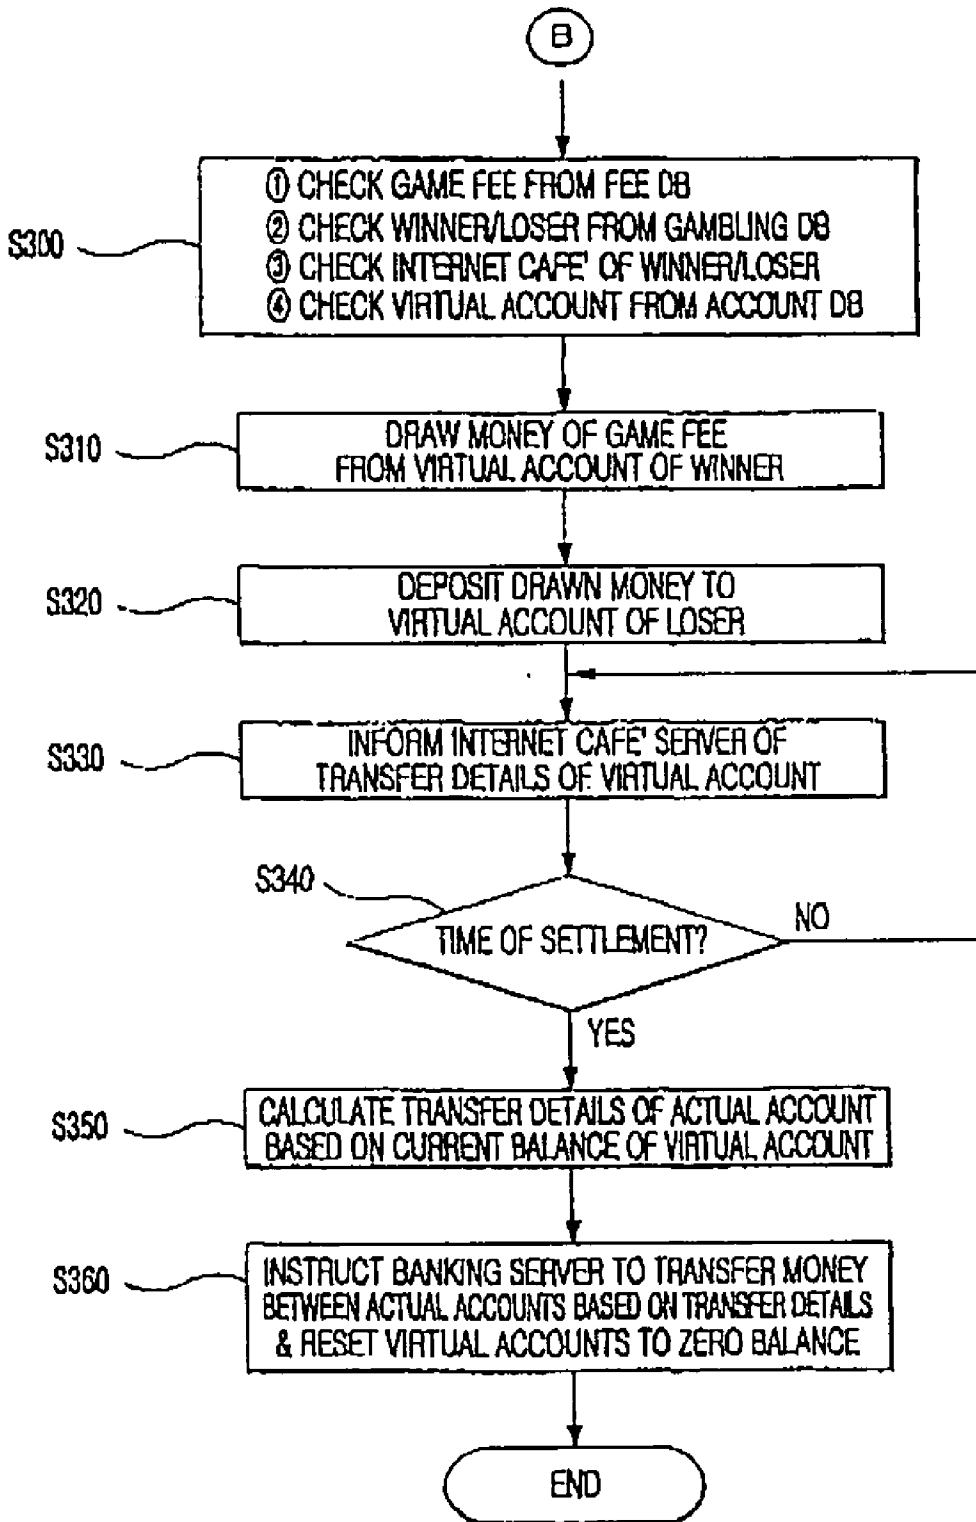 B
① CHECK GAME FEE FROM FEE DB
② CHECK WINNER/LOSER FROM GAMBLING DB
③ CHECK INTERNET CAFE' OF WINNER/LOSER
④ CHECK VIRTUAL ACCOUNT FROM ACCOUNT DB
S300
S310
DRAW MONEY OF GAME FEE
FROM VIRTUAL ACCOUNT OF WINNER
S320
DEPOSIT DRAWN MONEY TO
VIRTUAL ACCOUNT OF LOSER
S330
INFORM INTERNET CAFE' SERVER OF
TRANSFER DETAILS OF VIRTUAL ACCOUNT
S340
TIME OF SETTLEMENT?
NO
YES
S350
CALCULATE TRANSFER DETAILS OF ACTUAL ACCOUNT
BASED ON CURRENT BALANCE OF VIRTUAL ACCOUNT
S360
INSTRUCT BANKING SERVER TO TRANSFER MONEY
BETWEEN ACTUAL ACCOUNTS BASED ON TRANSFER DETAILS
& RESET VIRTUAL ACCOUNTS TO ZERO BALANCE
END